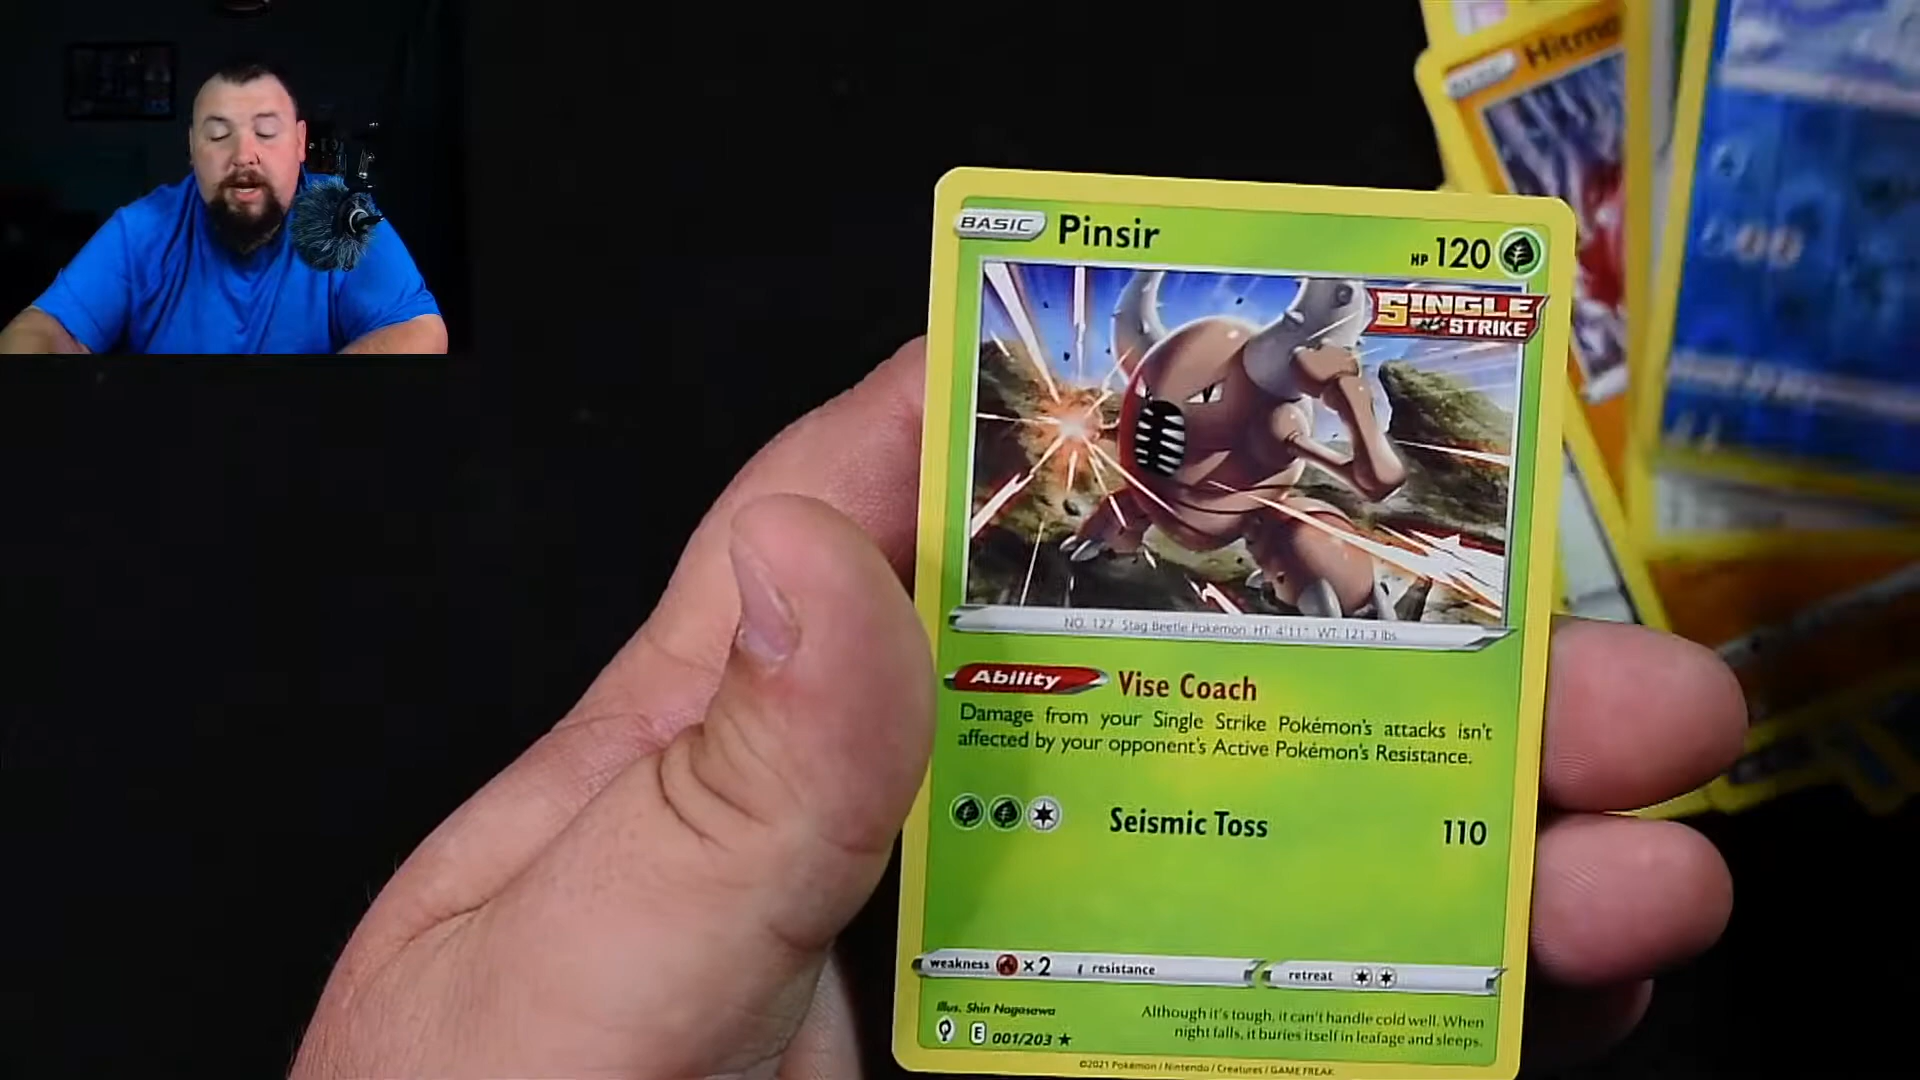 BASIC Pinsir HP 120
SINGLE
STRIKE
NO. 127 Stag Beetle Pokémon HT: 4'11" WT: 121.3 lbs.
Ability Vise Coach
Damage from your Single Strike Pokémon's attacks isn't
affected by your opponent's Active Pokémon's Resistance.
Seismic Toss 110
weakness ×2 resistance retreat
Illus. Shin Nagasawa
Although it's tough, it can't handle cold well. When
night falls, it buries itself in leafage and sleeps.
E 001/203 ★
©2021 Pokémon / Nintendo / Creatures / GAME FREAK
BASIC Hitmo